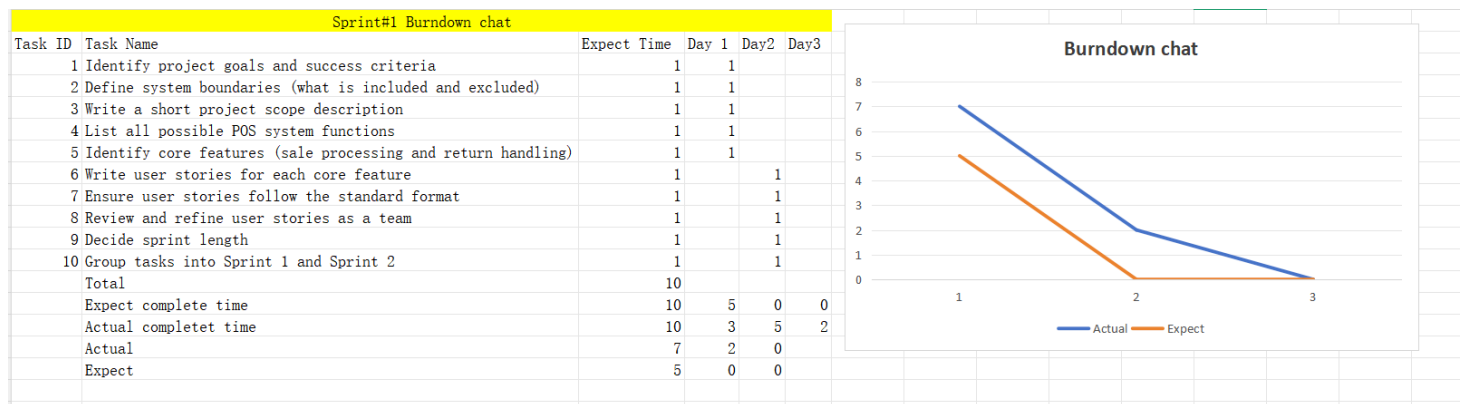 Sprint#1 Burndown chat
Task ID Task Name Expect Time Day 1 Day2 Day3
1 Identify project goals and success criteria 1 1
2 Define system boundaries (what is included and excluded) 1 1
3 Write a short project scope description 1 1
4 List all possible POS system functions 1 1
5 Identify core features (sale processing and return handling) 1 1
6 Write user stories for each core feature 1 1
7 Ensure user stories follow the standard format 1 1
8 Review and refine user stories as a team 1 1
9 Decide sprint length 1 1
10 Group tasks into Sprint 1 and Sprint 2 1 1
Total 10
Expect complete time 10 5 0 0
Actual completet time 10 3 5 2
Actual 7 2 0
Expect 5 0 0
Burndown chat
8
7
6
5
4
3
2
1
0
1 2 3
Actual Expect